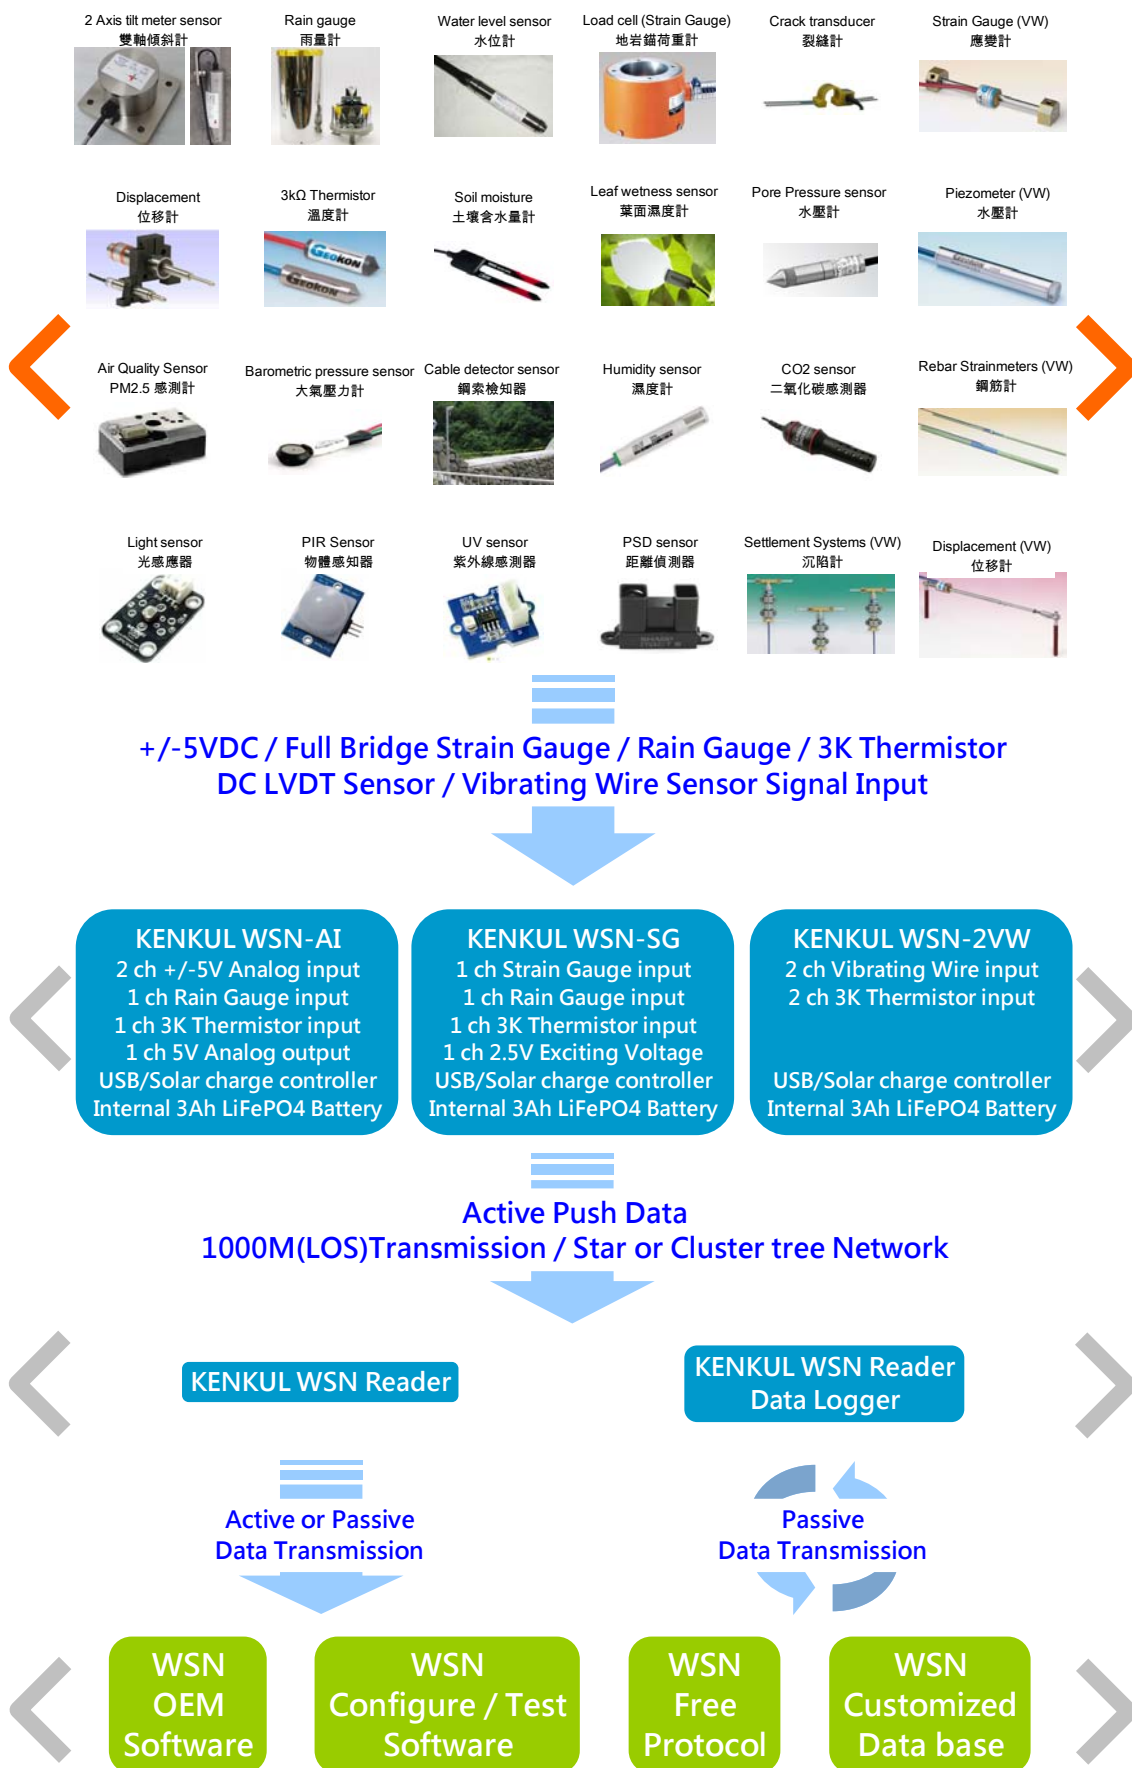 2 Axis tilt meter sensor
雙軸傾斜計
Rain gauge
雨量計
Water level sensor
水位計
Load cell (Strain Gauge)
地岩錨荷重計
Crack transducer
裂縫計
Strain Gauge (VW)
應變計
Displacement
位移計
3kΩ Thermistor
溫度計
GEOKON
GEOKON
Soil moisture
土壤含水量計
Leaf wetness sensor
葉面濕度計
Pore Pressure sensor
水壓計
Piezometer (VW)
水壓計
GEOKON
Air Quality Sensor
PM2.5 感測計
Barometric pressure sensor
大氣壓力計
Cable detector sensor
鋼索檢知器
Humidity sensor
濕度計
CO2 sensor
二氧化碳感測器
Rebar Strainmeters (VW)
鋼筋計
Light sensor
光感應器
PIR Sensor
物體感知器
UV sensor
紫外線感測器
PSD sensor
距離偵測器
Settlement Systems (VW)
沉陷計
Displacement (VW)
位移計
+/-5VDC / Full Bridge Strain Gauge / Rain Gauge / 3K Thermistor
DC LVDT Sensor / Vibrating Wire Sensor Signal Input
KENKUL WSN-AI
2 ch +/-5V Analog input
1 ch Rain Gauge input
1 ch 3K Thermistor input
1 ch 5V Analog output
USB/Solar charge controller
Internal 3Ah LiFePO4 Battery
KENKUL WSN-SG
1 ch Strain Gauge input
1 ch Rain Gauge input
1 ch 3K Thermistor input
1 ch 2.5V Exciting Voltage
USB/Solar charge controller
Internal 3Ah LiFePO4 Battery
KENKUL WSN-2VW
2 ch Vibrating Wire input
2 ch 3K Thermistor input
USB/Solar charge controller
Internal 3Ah LiFePO4 Battery
Active Push Data
1000M(LOS)Transmission / Star or Cluster tree Network
KENKUL WSN Reader
KENKUL WSN Reader
Data Logger
Active or Passive
Data Transmission
Passive
Data Transmission
WSN
OEM
Software
WSN
Configure / Test
Software
WSN
Free
Protocol
WSN
Customized
Data base